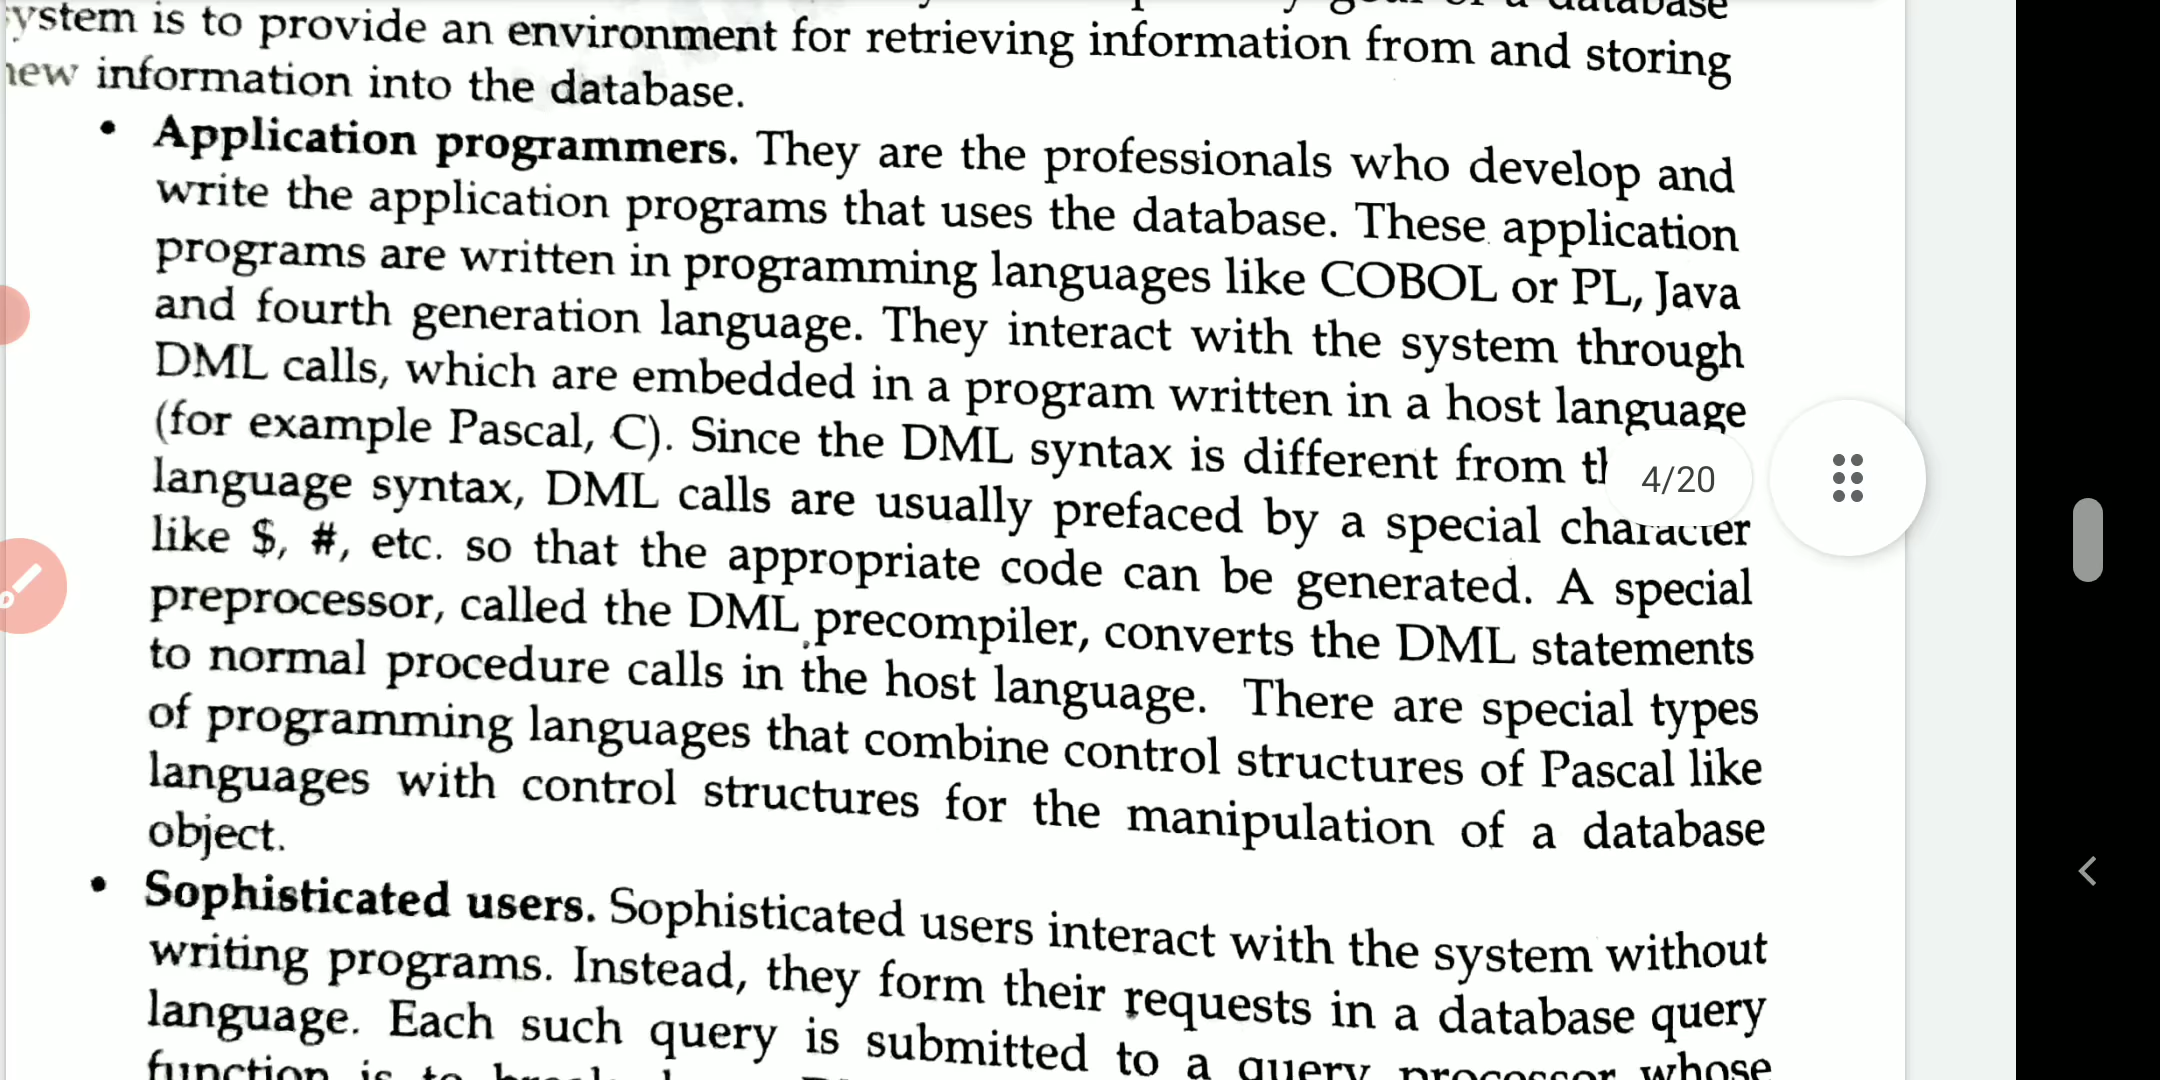 ystem is to provide an environment for retrieving information from and storing
new information into the database.
• Application programmers. They are the professionals who develop and
write the application programs that uses the database. These application
programs are written in programming languages like COBOL or PL, Java
and fourth generation language. They interact with the system through
DML calls, which are embedded in a program written in a host language
(for example Pascal, C). Since the DML syntax is different from
language syntax, DML calls are usually prefaced by a special character
like $, #, etc. so that the appropriate code can be generated. A special
preprocessor, called the DML precompiler, converts the DML statements
to normal procedure calls in the host language. There are special types
of programming languages that combine control structures of Pascal like
languages with control structures for the manipulation of a database
object.
• Sophisticated users. Sophisticated users interact with the system without
writing programs. Instead, they form their requests in a database query
language. Each such query is submitted to a query processor whose
function is to
4/20